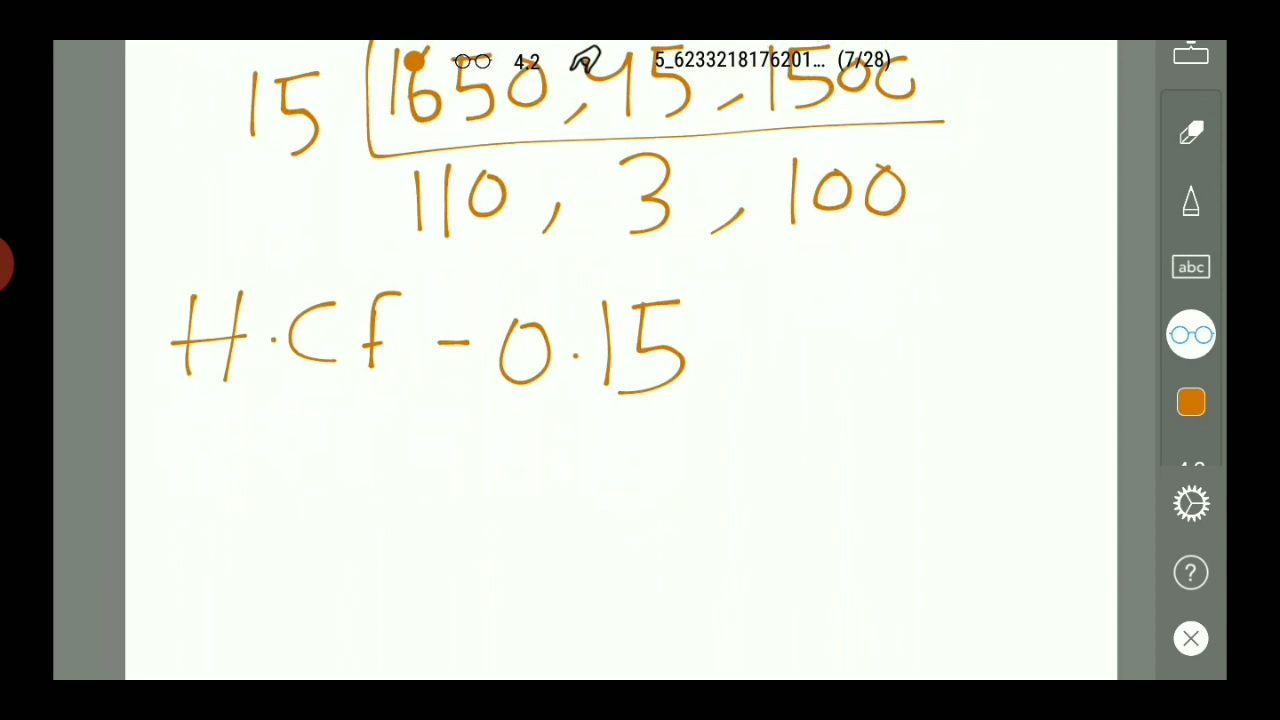 4.2 5_6233218176201... (7/28)
15 1650, 45, 1500
110, 3, 100
H.Cf - 0.15
abc
?